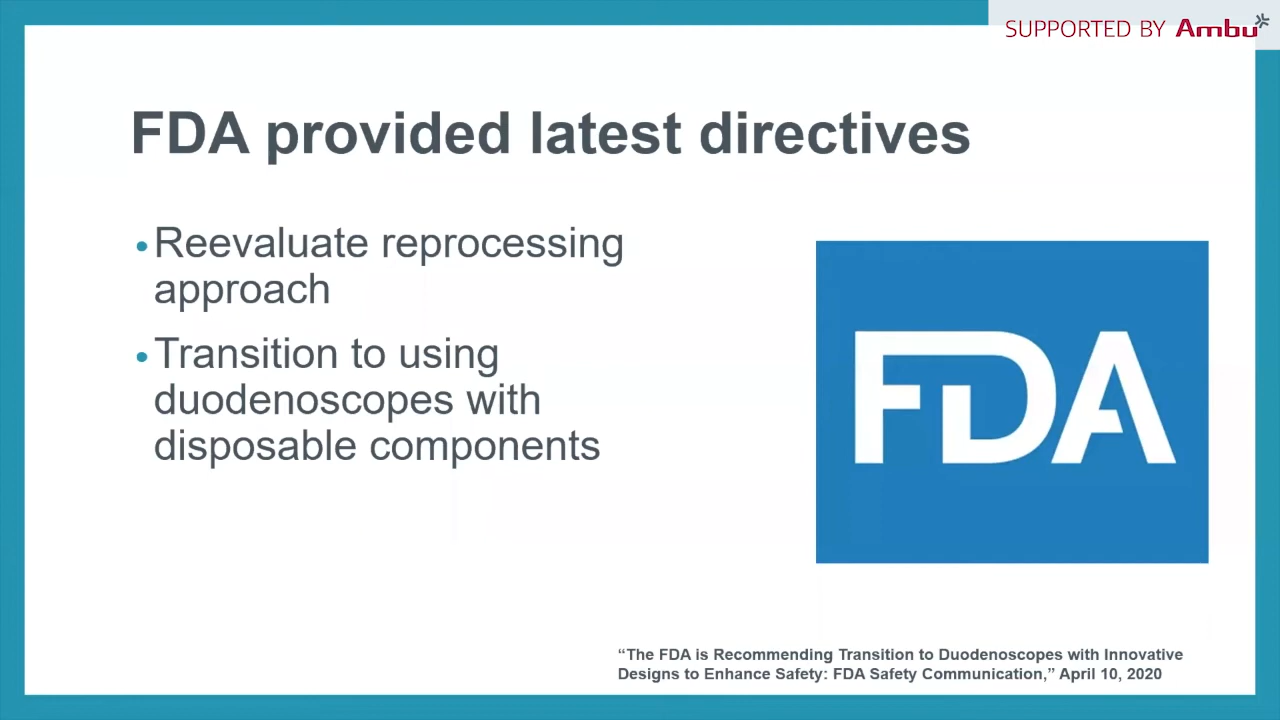 SUPPORTED BY Ambu
FDA provided latest directives
•Reevaluate reprocessing
approach
•Transition to using
duodenoscopes with
disposable components
FDA
“The FDA is Recommending Transition to Duodenoscopes with Innovative
Designs to Enhance Safety: FDA Safety Communication,” April 10, 2020